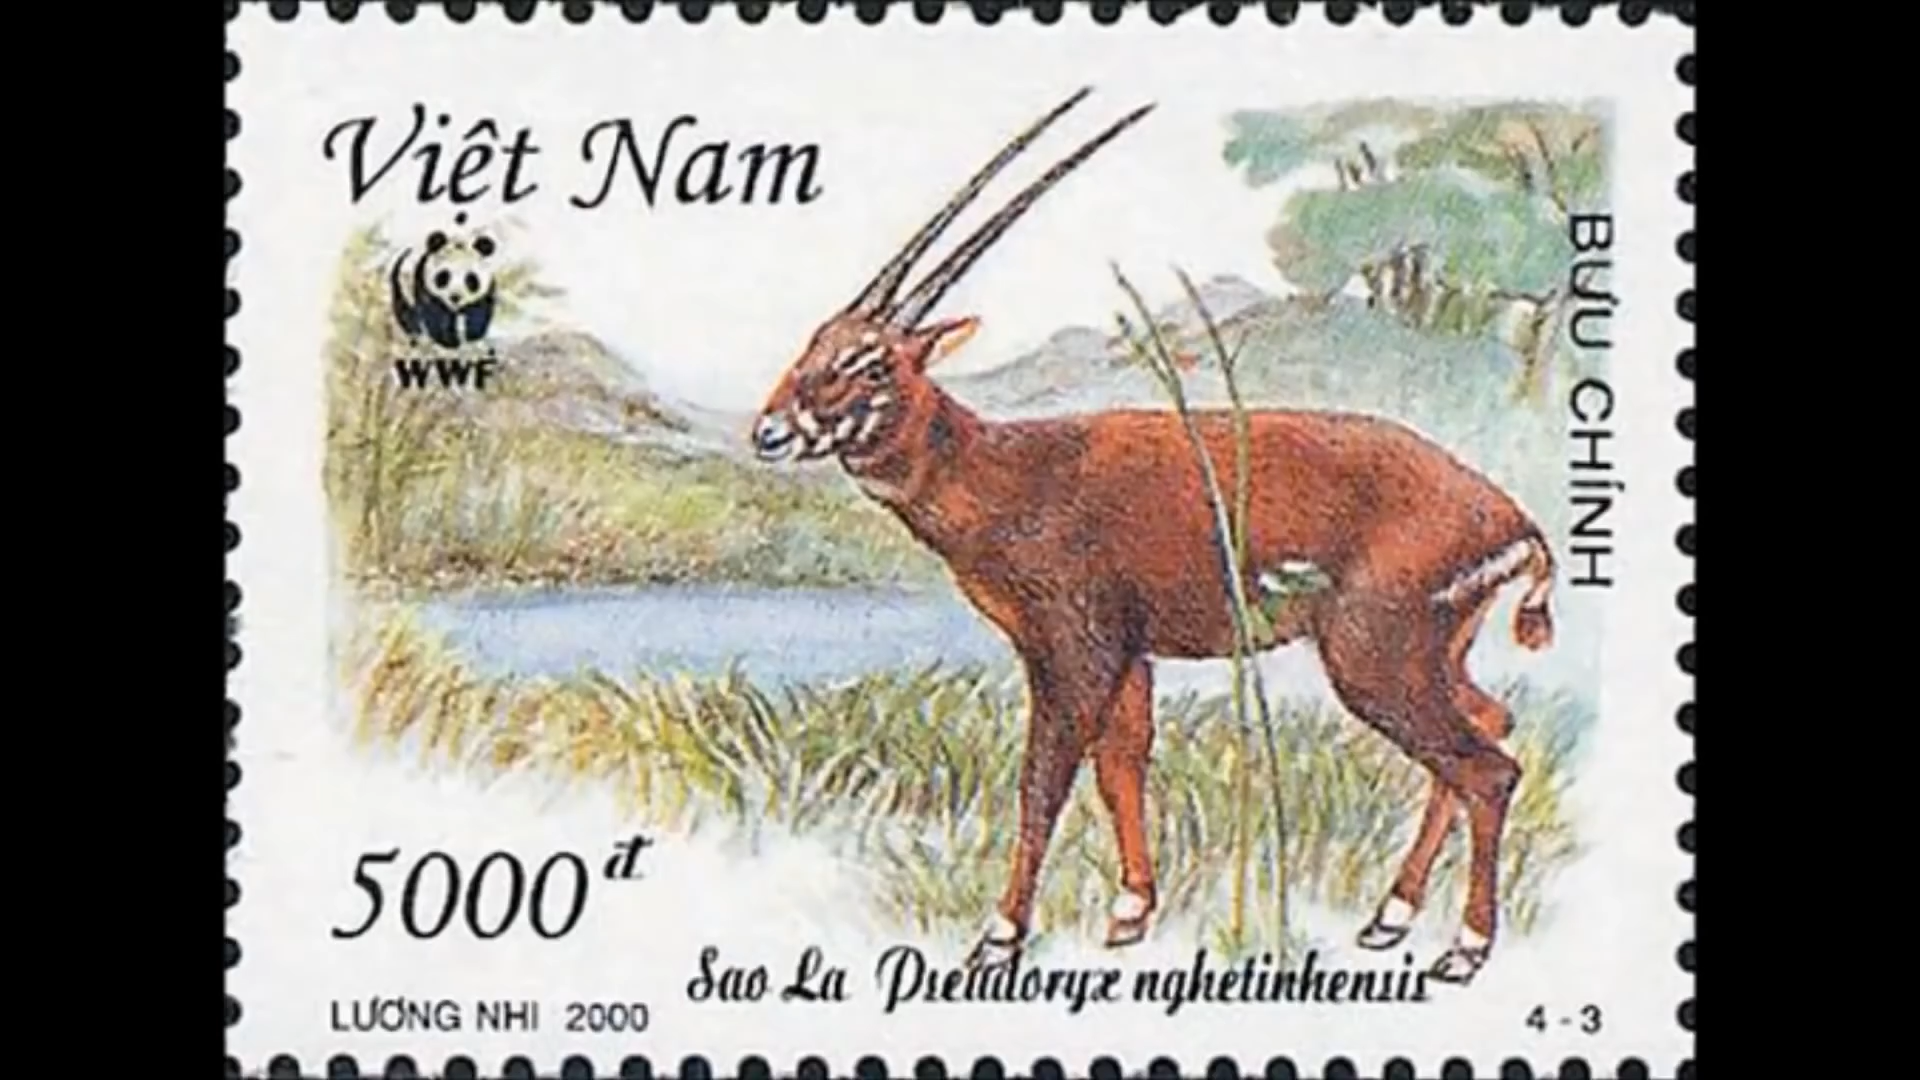 Việt Nam
WWF
BƯU CHÍNH
5000đ
Sao La Pseudoryx nghetinhensis
LƯƠNG NHI 2000
4-3